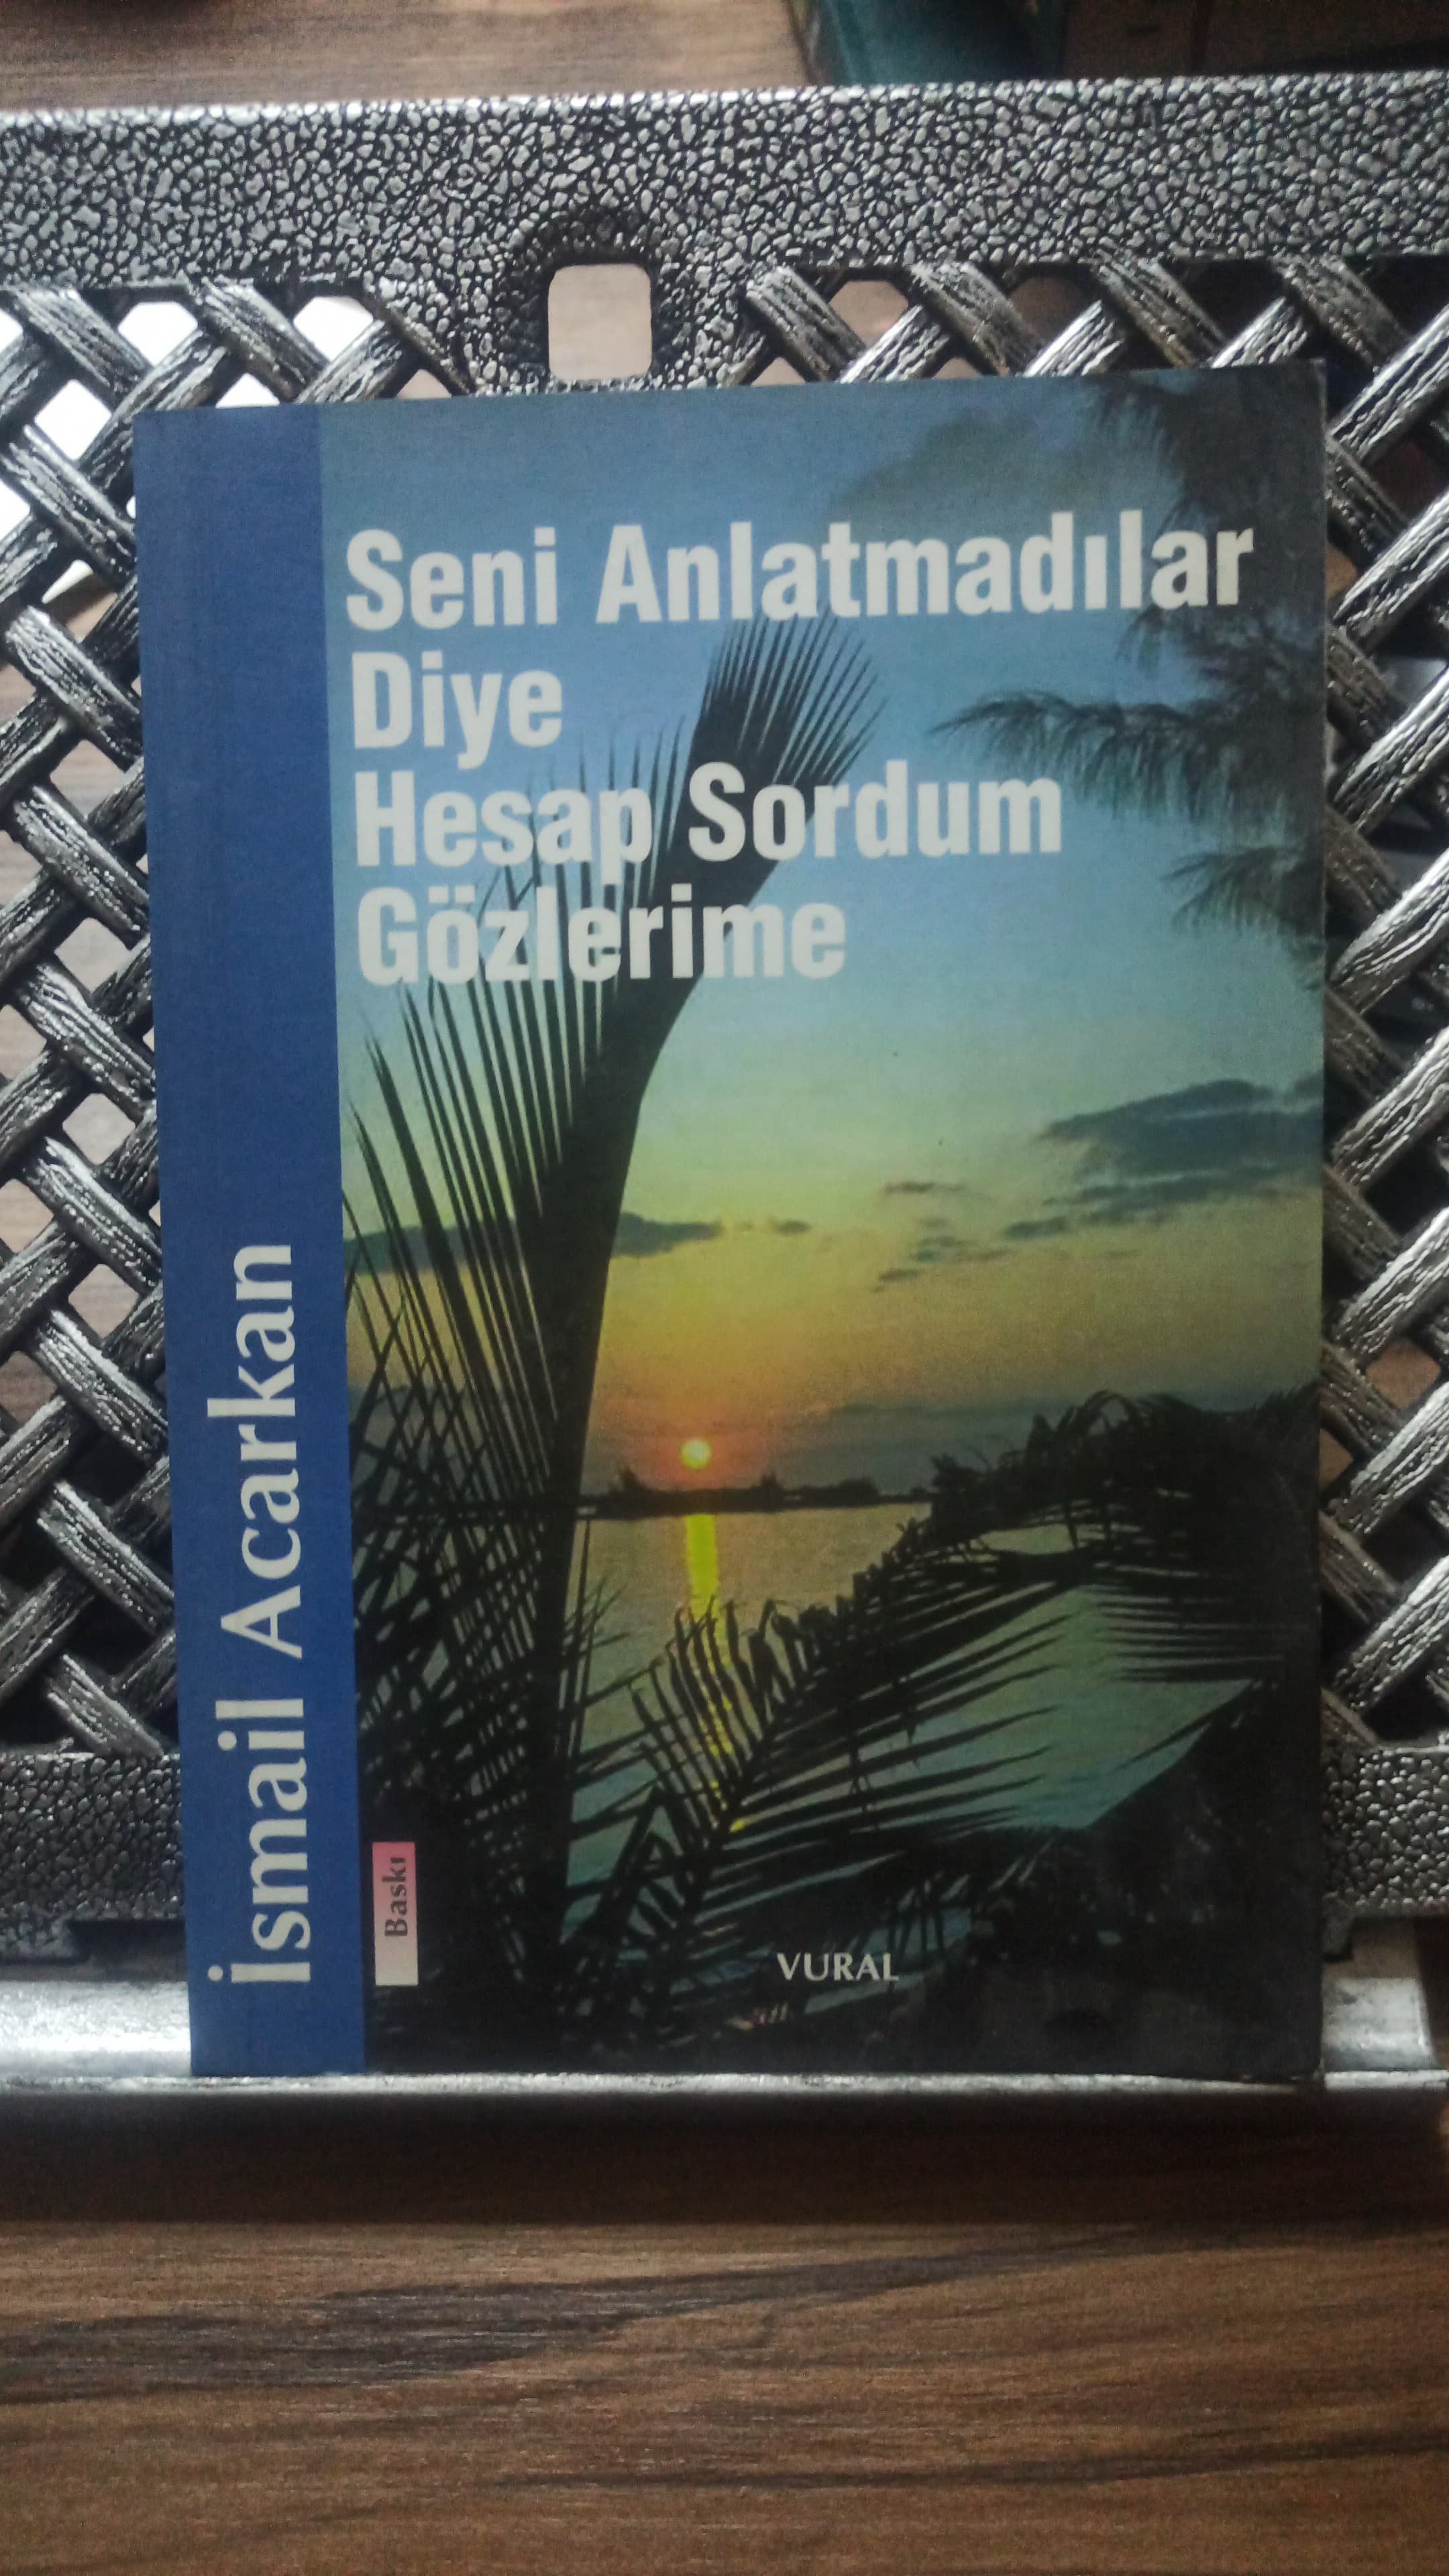 Seni Anlatmadılar
Diye
Hesap Sordum
Gözlerime
İsmail Acarkan
Baskı
VURAL